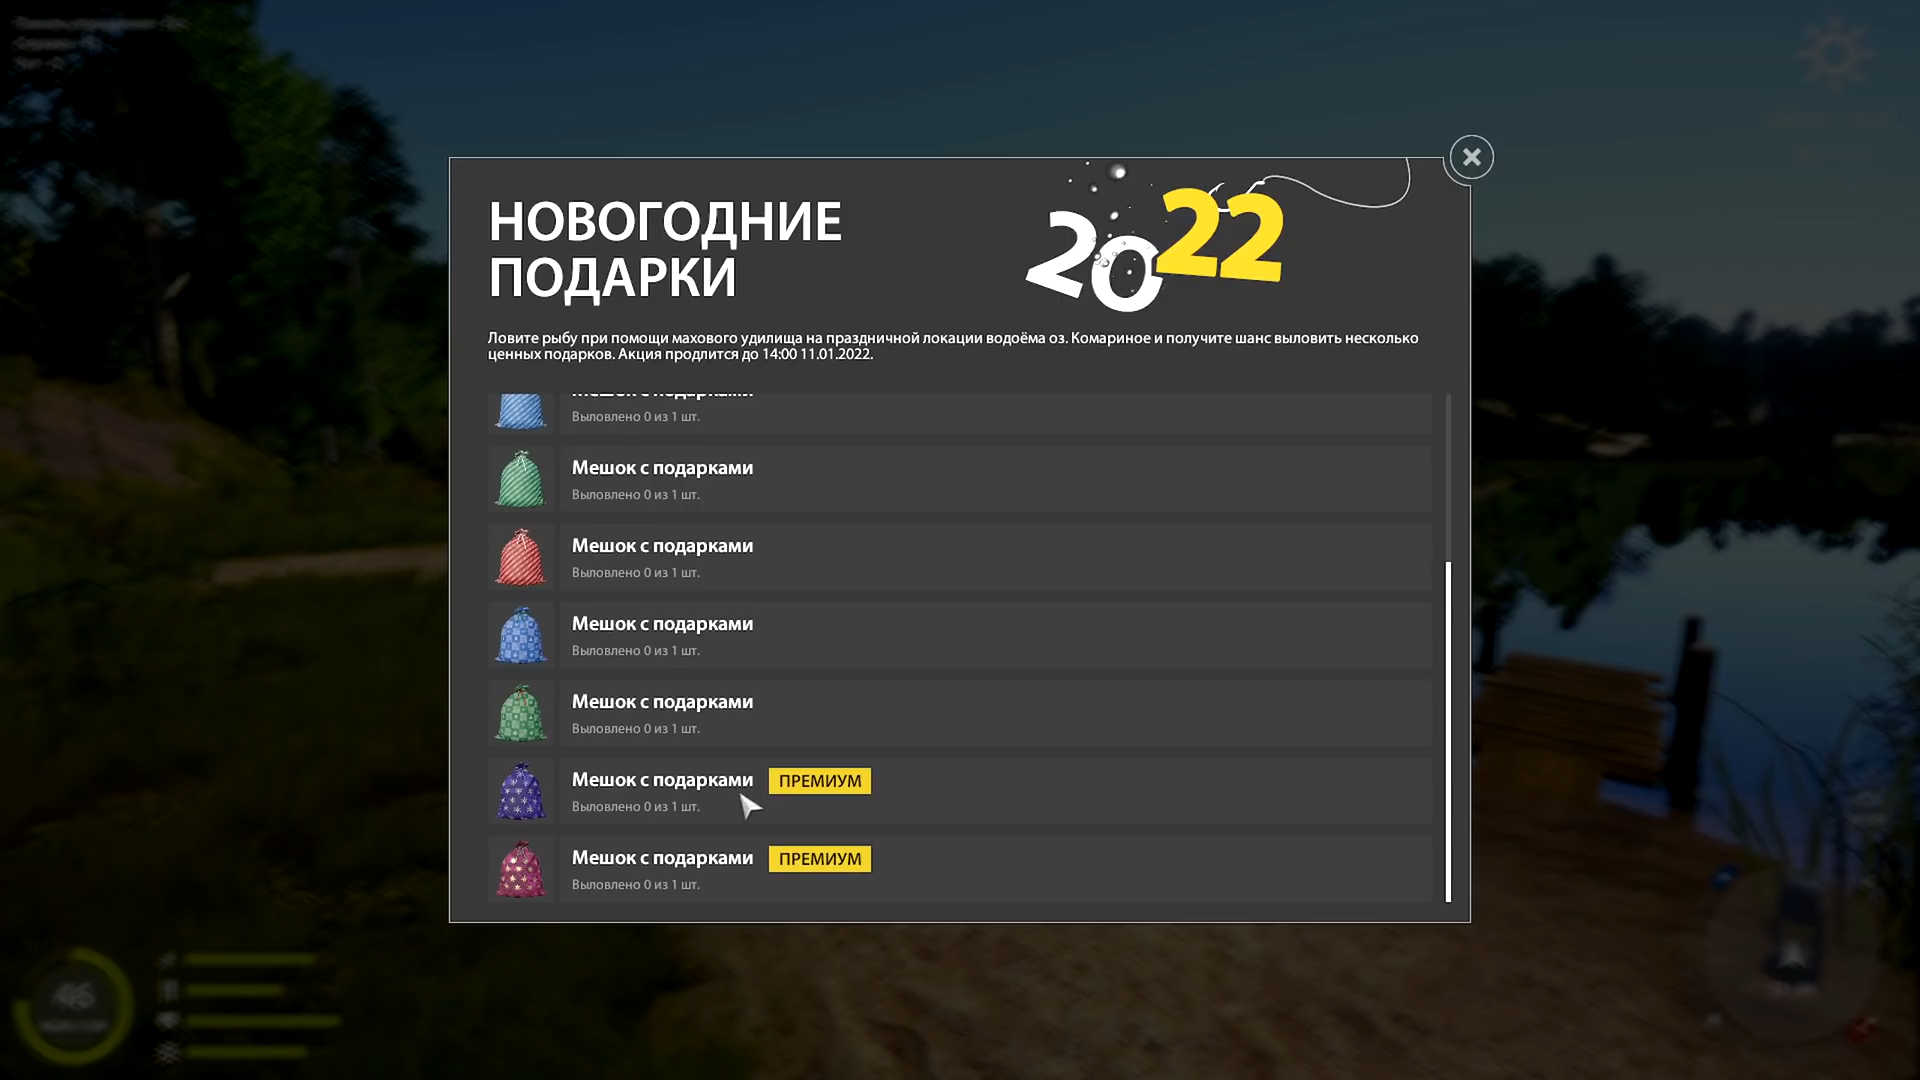 НОВОГОДНИЕ
ПОДАРКИ
2022
Ловите рыбу при помощи махового удилища на праздничной локации водоёма оз. Комариное и получите шанс выловить несколько
ценных подарков. Акция продлится до 14:00 11.01.2022.
Мешок с подарками
Выловлено 0 из 1 шт.
Мешок с подарками
Выловлено 0 из 1 шт.
Мешок с подарками
Выловлено 0 из 1 шт.
Мешок с подарками
Выловлено 0 из 1 шт.
Мешок с подарками
Выловлено 0 из 1 шт.
Мешок с подарками ПРЕМИУМ
Выловлено 0 из 1 шт.
Мешок с подарками ПРЕМИУМ
Выловлено 0 из 1 шт.
46